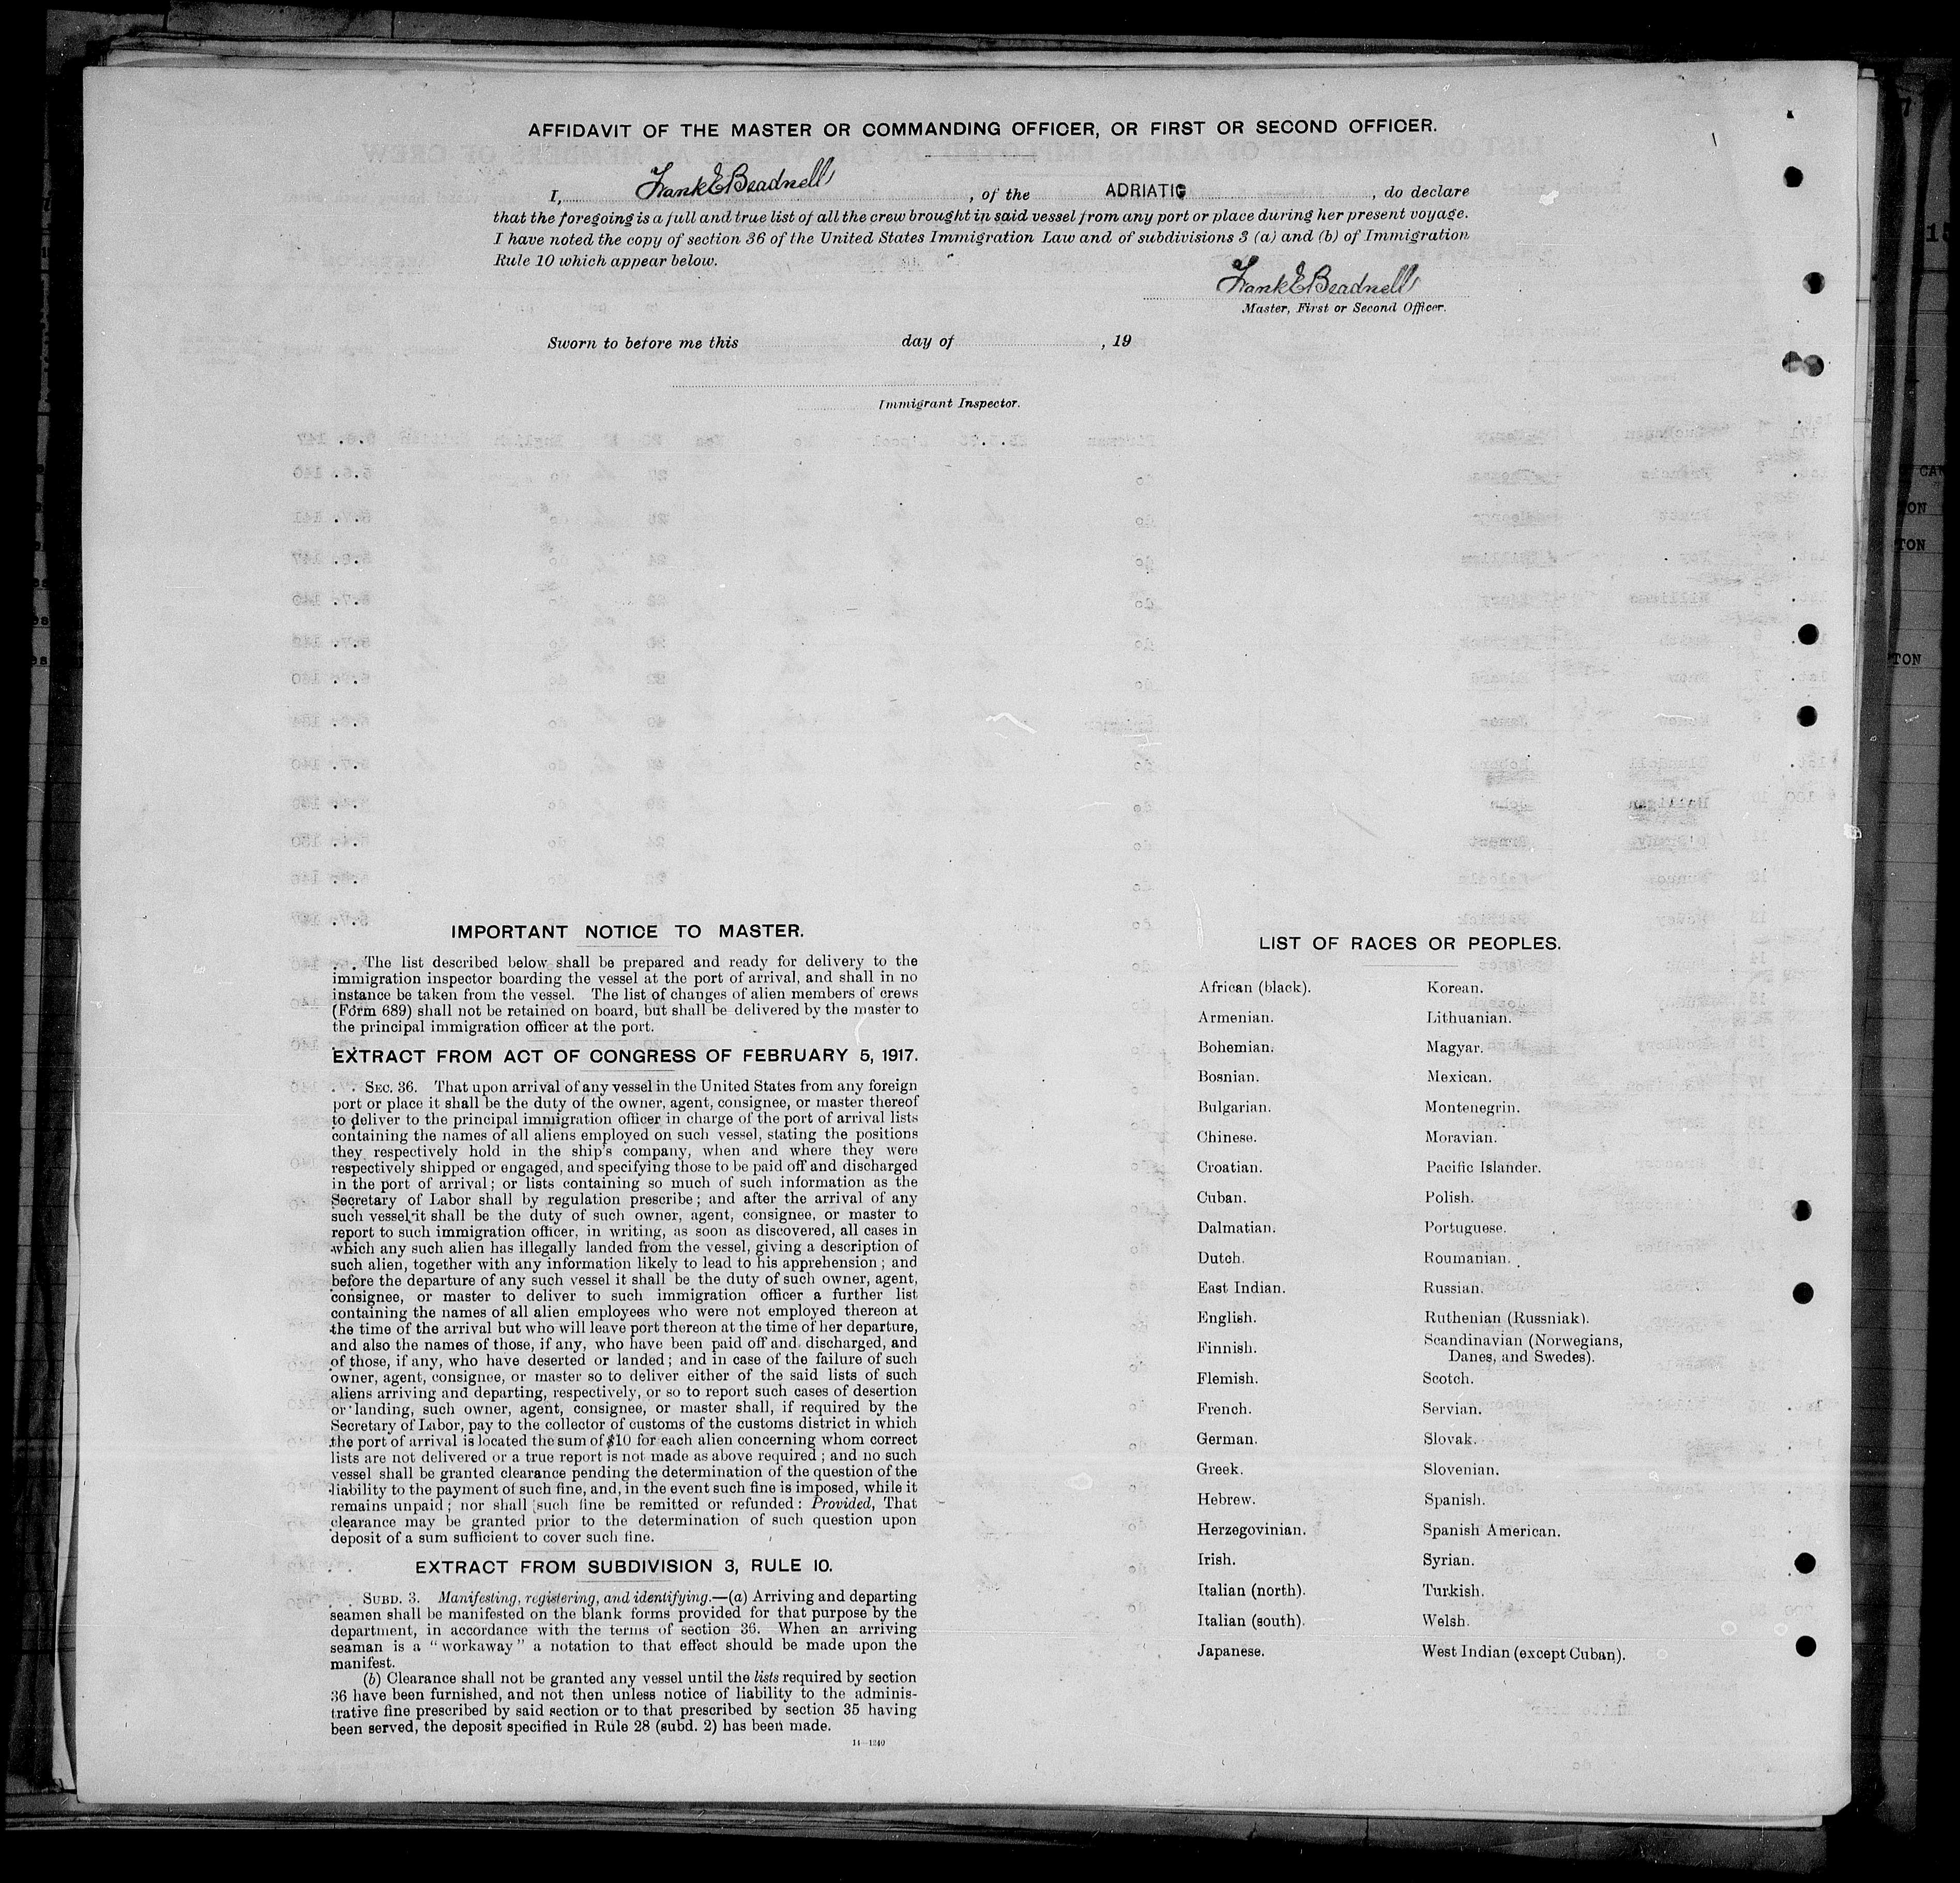 AFFIDAVIT OF THE MASTER OR COMMANDING OFFICER, OR FIRST OR SECOND OFFICER.
I, Frank E Beadnell, of the ADRIATIC, do declare
that the foregoing is a full and true list of all the crew brought in said vessel from any port or place during her present voyage.
I have noted the copy of section 36 of the United States Immigration Law and of subdivisions 3 (a) and (b) of Immigration
Rule 10 which appear below.
Frank E Beadnell
Master, First or Second Officer.
Sworn to before me this day of , 19
Immigrant Inspector.
IMPORTANT NOTICE TO MASTER.
The list described below shall be prepared and ready for delivery to the
immigration inspector boarding the vessel at the port of arrival, and shall in no
instance be taken from the vessel. The list of changes of alien members of crews
(Form 689) shall not be retained on board, but shall be delivered by the master to
the principal immigration officer at the port.
EXTRACT FROM ACT OF CONGRESS OF FEBRUARY 5, 1917.
SEC. 36. That upon arrival of any vessel in the United States from any foreign
port or place it shall be the duty of the owner, agent, consignee, or master thereof
to deliver to the principal immigration officer in charge of the port of arrival lists
containing the names of all aliens employed on such vessel, stating the positions
they respectively hold in the ship's company, when and where they were
respectively shipped or engaged, and specifying those to be paid off and discharged
in the port of arrival; or lists containing so much of such information as the
Secretary of Labor shall by regulation prescribe; and after the arrival of any
such vessel it shall be the duty of such owner, agent, consignee, or master to
report to such immigration officer, in writing, as soon as discovered, all cases in
which any such alien has illegally landed from the vessel, giving a description of
such alien, together with any information likely to lead to his apprehension; and
before the departure of any such vessel it shall be the duty of such owner, agent,
consignee, or master to deliver to such immigration officer a further list
containing the names of all alien employees who were not employed thereon at
the time of the arrival but who will leave port thereon at the time of her departure,
and also the names of those, if any, who have been paid off and discharged, and
of those, if any, who have deserted or landed; and in case of the failure of such
owner, agent, consignee, or master so to deliver either of the said lists of such
aliens arriving and departing, respectively, or so to report such cases of desertion
or landing, such owner, agent, consignee, or master shall, if required by the
Secretary of Labor, pay to the collector of customs of the customs district in which
the port of arrival is located the sum of $10 for each alien concerning whom correct
lists are not delivered or a true report is not made as above required; and no such
vessel shall be granted clearance pending the determination of the question of the
liability to the payment of such fine, and, in the event such fine is imposed, while it
remains unpaid; nor shall such fine be remitted or refunded: Provided, That
clearance may be granted prior to the determination of such question upon
deposit of a sum sufficient to cover such fine.
EXTRACT FROM SUBDIVISION 3, RULE 10.
SUBD. 3. Manifesting, registering, and identifying.—(a) Arriving and departing
seamen shall be manifested on the blank forms provided for that purpose by the
department, in accordance with the terms of section 36. When an arriving
seaman is a "workaway" a notation to that effect should be made upon the
manifest.
(b) Clearance shall not be granted any vessel until the lists required by section
36 have been furnished, and not then unless notice of liability to the adminis-
trative fine prescribed by said section or to that prescribed by section 35 having
been served, the deposit specified in Rule 28 (subd. 2) has been made.
14—1240
LIST OF RACES OR PEOPLES.
African (black).
Armenian.
Bohemian.
Bosnian.
Bulgarian.
Chinese.
Croatian.
Cuban.
Dalmatian.
Dutch.
East Indian.
English.
Finnish.
Flemish.
French.
German.
Greek.
Hebrew.
Herzegovinian.
Irish.
Italian (north).
Italian (south).
Japanese.
Korean.
Lithuanian.
Magyar.
Mexican.
Montenegrin.
Moravian.
Pacific Islander.
Polish.
Portuguese.
Roumanian.
Russian.
Ruthenian (Russniak).
Scandinavian (Norwegians,
Danes, and Swedes).
Scotch.
Servian.
Slovak.
Slovenian.
Spanish.
Spanish American.
Syrian.
Turkish.
Welsh.
West Indian (except Cuban).